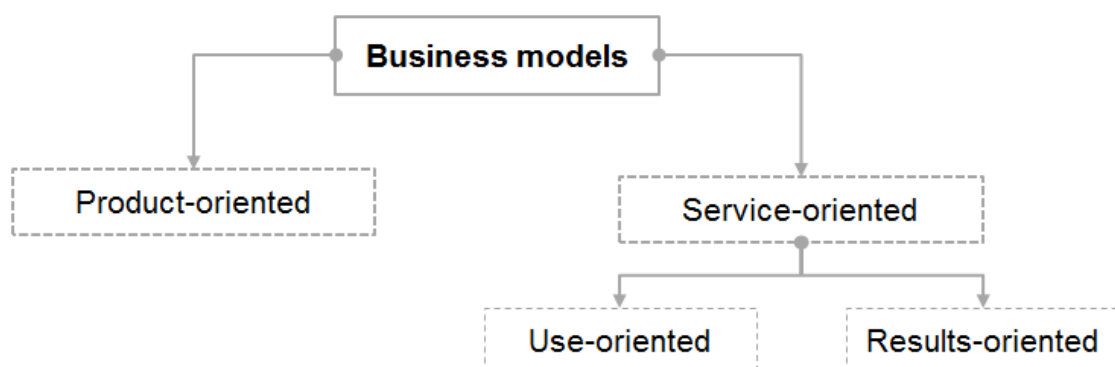 Business models
Product-oriented
Service-oriented
Use-oriented
Results-oriented